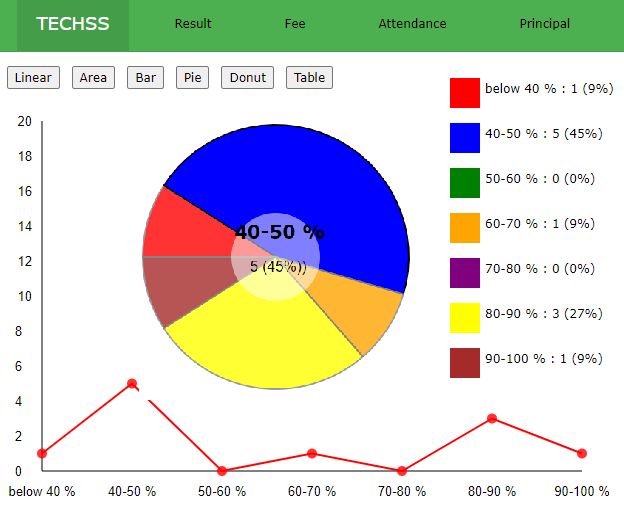 TECHSS Result Fee Attendance Principal
Linear Area Bar Pie Donut Table
below 40 % : 1 (9%)
40-50 % : 5 (45%)
50-60 % : 0 (0%)
60-70 % : 1 (9%)
70-80 % : 0 (0%)
80-90 % : 3 (27%)
90-100 % : 1 (9%)
40-50 %
5 (45%))
20
18
16
14
12
10
8
6
4
2
0
below 40 % 40-50 % 50-60 % 60-70 % 70-80 % 80-90 % 90-100 %